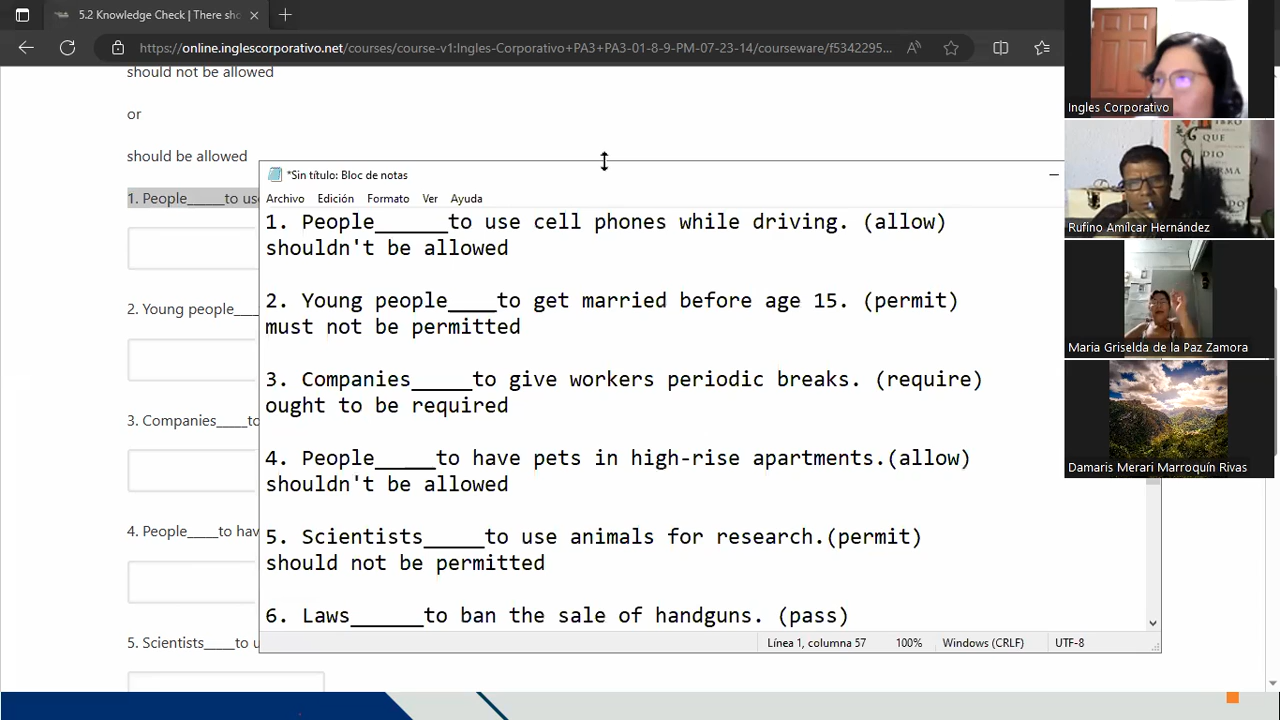 5.2 Knowledge Check | There sho
https://online.inglescorporativo.net/courses/course-v1:Ingles-Corporativo+PA3+PA3-01-8-9-PM-07-23-14/courseware/f5342295...
should not be allowed
or
should be allowed
1. People_____to use
2. Young people____
3. Companies____to
4. People____to hav
5. Scientists____to u
*Sin título: Bloc de notas
Archivo Edición Formato Ver Ayuda
1. People______to use cell phones while driving. (allow)
shouldn't be allowed
2. Young people____to get married before age 15. (permit)
must not be permitted
3. Companies_____to give workers periodic breaks. (require)
ought to be required
4. People_____to have pets in high-rise apartments.(allow)
shouldn't be allowed
5. Scientists_____to use animals for research.(permit)
should not be permitted
6. Laws______to ban the sale of handguns. (pass)
Línea 1, columna 57 100% Windows (CRLF) UTF-8
Ingles Corporativo
LIBRO
QUE
DIO
Rufino Amílcar Hernández
Maria Griselda de la Paz Zamora
Damaris Merari Marroquín Rivas